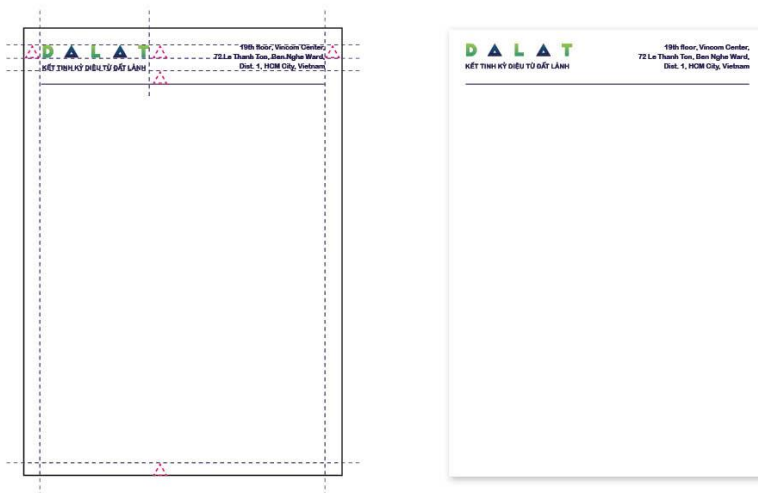 DALAT
KẾT TINH KỲ DIỆU TỪ ĐẤT LÀNH
19th floor, Vincom Center,
72 Le Thanh Ton, Ben Nghe Ward,
Dist. 1, HCM City, Vietnam
DALAT
KẾT TINH KỲ DIỆU TỪ ĐẤT LÀNH
19th floor, Vincom Center,
72 Le Thanh Ton, Ben Nghe Ward,
Dist. 1, HCM City, Vietnam